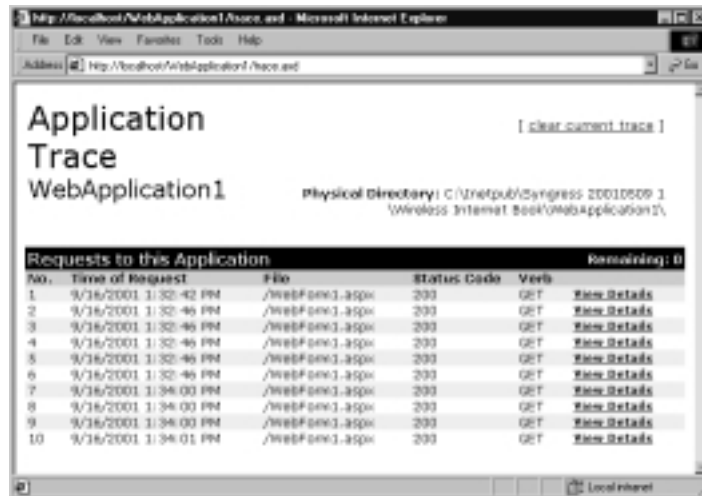 http://localhost/WebApplication1/trace.axd - Microsoft Internet Explorer
File Edit View Favorites Tools Help
Address http://localhost/WebApplication1/trace.axd Go
Application
Trace
WebApplication1
[ clear current trace ]
Physical Directory: C:\Inetpub\Syngress 20010509 1
\Wireless Internet Book\WebApplication1\
Requests to this Application Remaining: 0
No. Time of Request File Status Code Verb
1 9/16/2001 1:32:42 PM /WebForm1.aspx 200 GET View Details
2 9/16/2001 1:32:46 PM /WebForm1.aspx 200 GET View Details
3 9/16/2001 1:32:46 PM /WebForm1.aspx 200 GET View Details
4 9/16/2001 1:32:46 PM /WebForm1.aspx 200 GET View Details
5 9/16/2001 1:32:46 PM /WebForm1.aspx 200 GET View Details
6 9/16/2001 1:32:46 PM /WebForm1.aspx 200 GET View Details
7 9/16/2001 1:34:00 PM /WebForm1.aspx 200 GET View Details
8 9/16/2001 1:34:00 PM /WebForm1.aspx 200 GET View Details
9 9/16/2001 1:34:00 PM /WebForm1.aspx 200 GET View Details
10 9/16/2001 1:34:01 PM /WebForm1.aspx 200 GET View Details
Local intranet